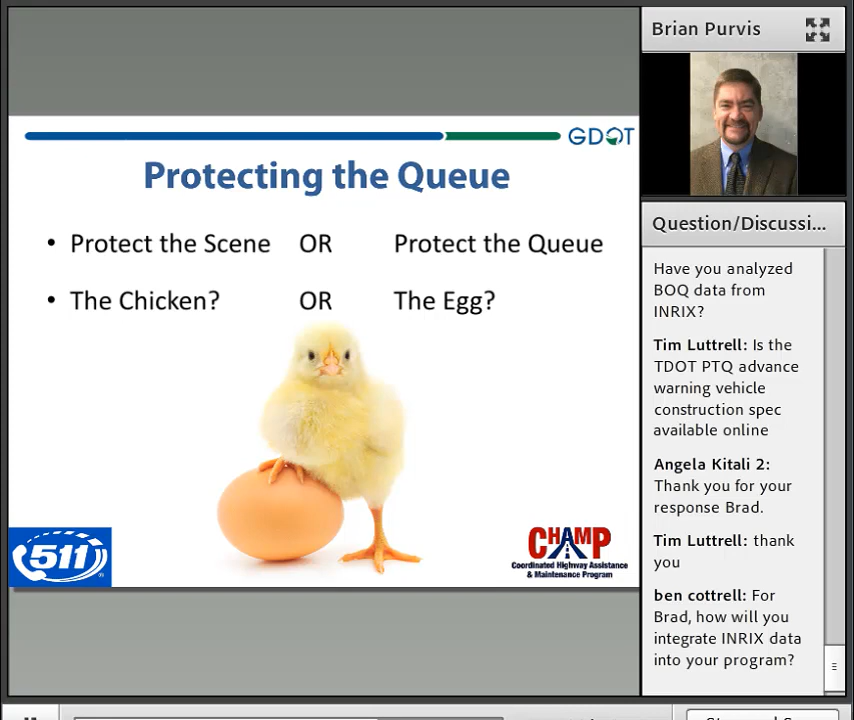 GDOT
Protecting the Queue
• Protect the Scene OR Protect the Queue
• The Chicken? OR The Egg?
511
CHAMP
Coordinated Highway Assistance
& Maintenance Program
Brian Purvis
Question/Discussi...
Have you analyzed
BOQ data from
INRIX?
Tim Luttrell: Is the
TDOT PTQ advance
warning vehicle
construction spec
available online
Angela Kitali 2:
Thank you for your
response Brad.
Tim Luttrell: thank
you
ben cottrell: For
Brad, how will you
integrate INRIX data
into your program?